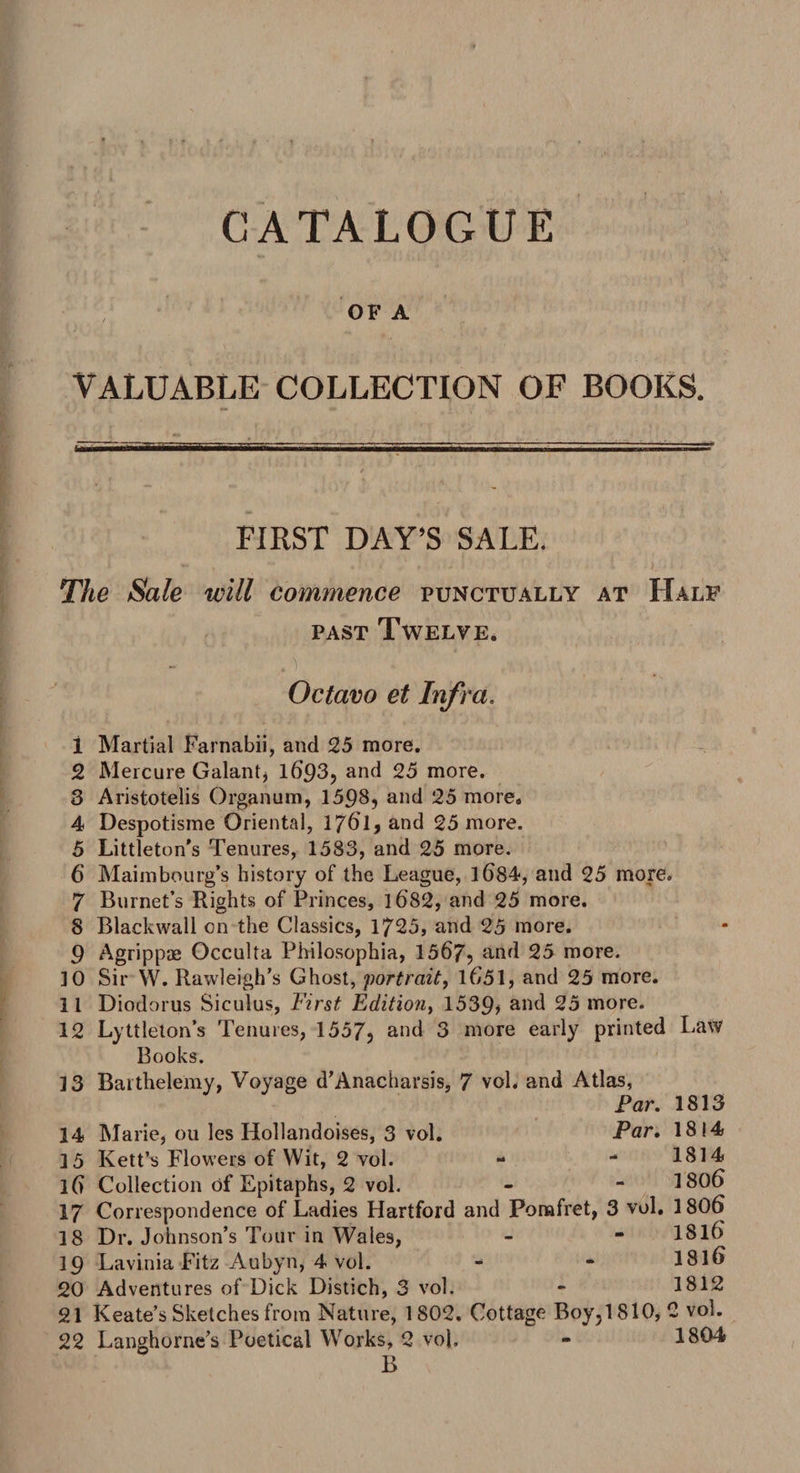 CATALOGUE
OF A
VALUABLE COLLECTION OF BOOKS.
FIRST DAY'S SALE.
The Sale will commence PUNCTUALLY AT HALF
PAST TWELVE.
Octavo et Infra.
1 Martial Farnabii, and 25 more.
2 Mercure Galant, 1693, and 25 more.
3 Aristotelis Organum, 1598, and 25 more.
4 Despotisme Oriental, 1761, and 25 more.
5 Littleton's Tenures, 1583, and 25 more.
6 Maimbourg's history of the League, 1684, and 25 more.
7 Burnet's Rights of Princes, 1682, and 25 more.
8 Blackwall on the Classics, 1725, and 25 more.
9 Agrippæ Occulta Philosophia, 1567, and 25 more.
10 Sir W. Rawleigh's Ghost, portrait, 1651, and 25 more.
11 Diodorus Siculus, First Edition, 1539, and 25 more.
12 Lyttleton's Tenures, 1557, and 3 more early printed Law
Books.
13 Barthelemy, Voyage d'Anacharsis, 7 vol. and Atlas,
Par. 1813
14 Marie, ou les Hollandoises, 3 vol. Par. 1814
15 Kett's Flowers of Wit, 2 vol. - - 1814
16 Collection of Epitaphs, 2 vol. - - 1806
17 Correspondence of Ladies Hartford and Pomfret, 3 vol. 1806
18 Dr. Johnson's Tour in Wales, - - 1816
19 Lavinia Fitz Aubyn, 4 vol. - - 1816
20 Adventures of Dick Distich, 3 vol. - 1812
21 Keate's Sketches from Nature, 1802. Cottage Boy, 1810, 2 vol.
22 Langhorne's Poetical Works, 2 vol. - 1804
B